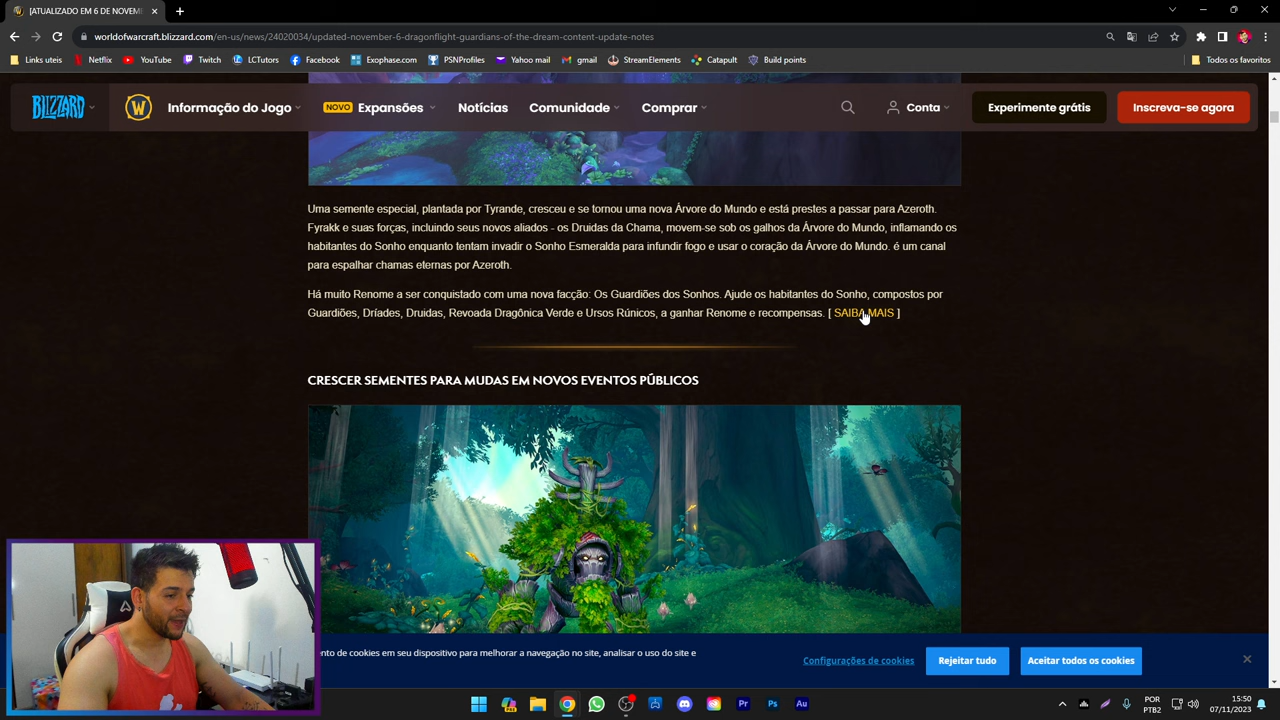 [ATUALIZADO EM 6 DE NOVEM
worldofwarcraft.blizzard.com/en-us/news/24020034/updated-november-6-dragonflight-guardians-of-the-dream-content-update-notes
Links uteis
Netflix
YouTube
Twitch
LCTutors
Facebook
Exophase.com
PSNProfiles
Yahoo mail
gmail
Stream Elements
Catapult
Build points
Todos os favoritos
BLIZZARD
W
Informação do Jogo
NOVO
Expansões
Notícias
Comunidade
Comprar
Conta
Experimente grátis
Inscreva-se agora
Uma semente especial, plantada por Tyrande, cresceu e se tornou uma nova Árvore do Mundo e está prestes a passar para Azeroth.
Fyrakk e suas forças, incluindo seus novos aliados - os Druidas da Chama, movem-se sob os galhos da Árvore do Mundo, inflamando os
habitantes do Sonho enquanto tentam invadir o Sonho Esmeralda para infundir fogo e usar o coração da Árvore do Mundo. é um canal
para espalhar chamas eternas por Azeroth.
Há muito Renome a ser conquistado com uma nova facção: Os Guardiões dos Sonhos. Ajude os habitantes do Sonho, compostos por
Guardiões, Dríades, Druidas, Revoada Dragônica Verde e Ursos Rúnicos, a ganhar Renome e recompensas. [ SAIBA MAIS ]
CRESCER SEMENTES PARA MUDAS EM NOVOS EVENTOS PÚBLICOS
ento de cookies em seu dispositivo para melhorar a navegação no site, analisar o uso do site e
Configurações de cookies
Rejeitar tudo
Aceitar todos os cookies
PRE
Pr
Ps
Au
POR
PTB2
15:50
07/11/2023